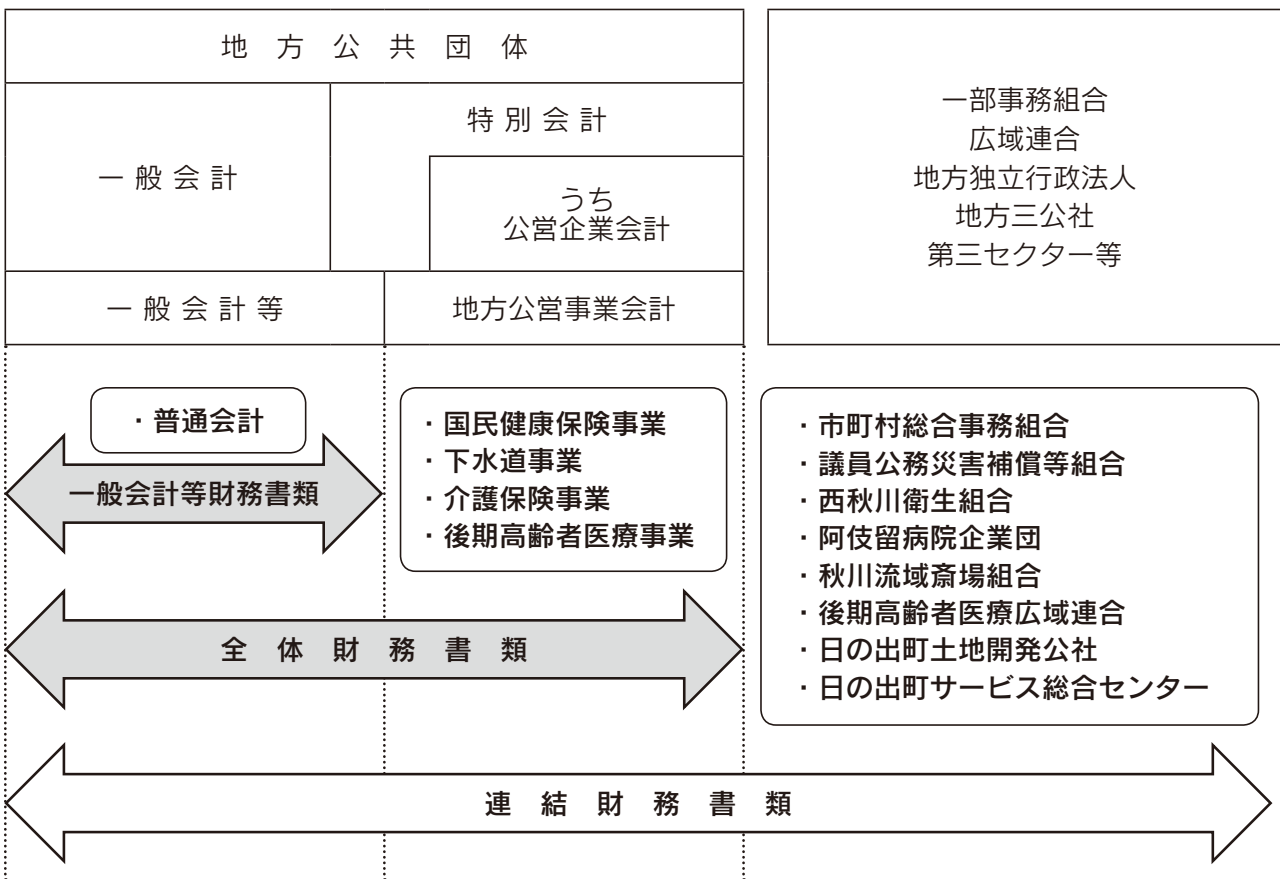 地方公共団体
一般会計
特別会計
うち
公営企業会計
一般会計等
地方公営事業会計
一部事務組合
広域連合
地方独立行政法人
地方三公社
第三セクター等
・普通会計
一般会計等財務書類
・国民健康保険事業
・下水道事業
・介護保険事業
・後期高齢者医療事業
・市町村総合事務組合
・議員公務災害補償等組合
・西秋川衛生組合
・阿伎留病院企業団
・秋川流域斎場組合
・後期高齢者医療広域連合
・日の出町土地開発公社
・日の出町サービス総合センター
全体財務書類
連結財務書類